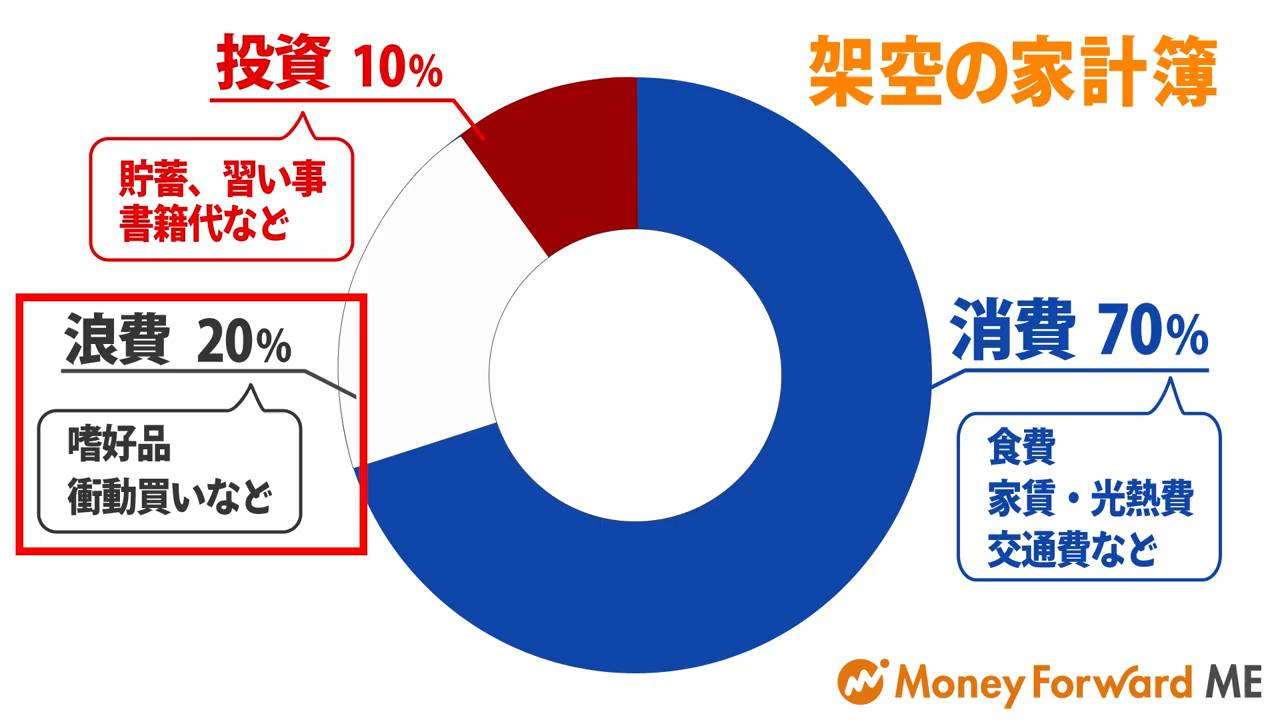 架空の家計簿
投資 10%
貯蓄、習い事
書籍代など
浪費 20%
嗜好品
衝動買いなど
消費 70%
食費
家賃・光熱費
交通費など
Money Forward ME